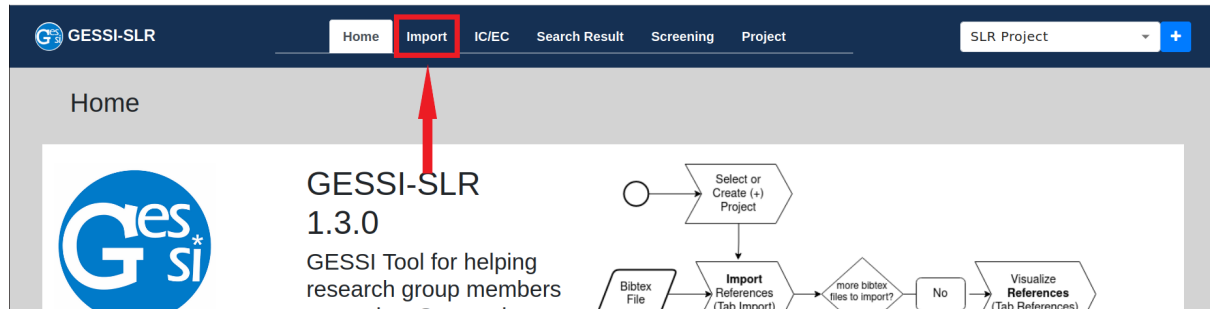 GESSI-SLR
Home
Import
IC/EC
Search Result
Screening
Project
SLR Project
+
Home
Ges
si
GESSI-SLR
1.3.0
GESSI Tool for helping
research group members
Select or
Create (+)
Project
Bibtex
File
Import
References
(Tab Import)
more bibtex
files to import?
No
Visualize
References
(Tab References)